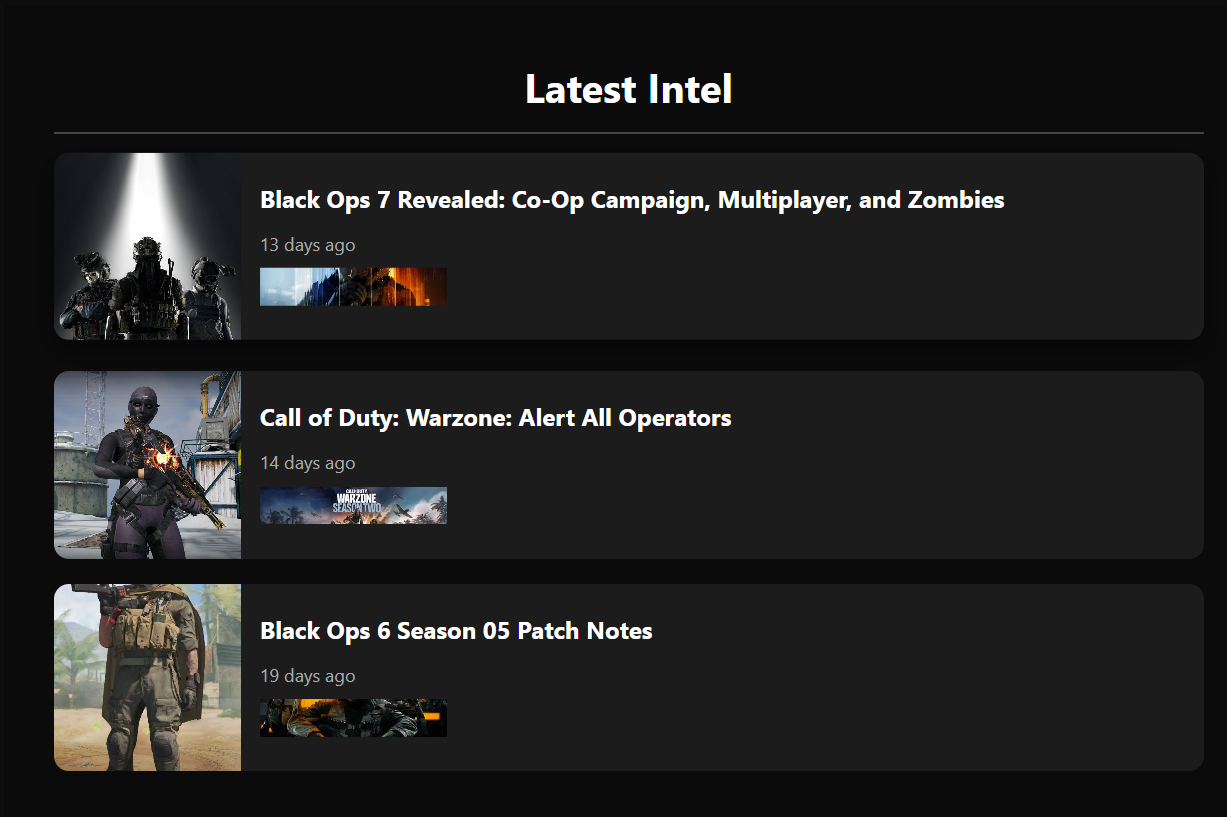 Latest Intel
Black Ops 7 Revealed: Co-Op Campaign, Multiplayer, and Zombies
13 days ago
Call of Duty: Warzone: Alert All Operators
14 days ago
CALL OF DUTY
WARZONE
SEASON TWO
Black Ops 6 Season 05 Patch Notes
19 days ago